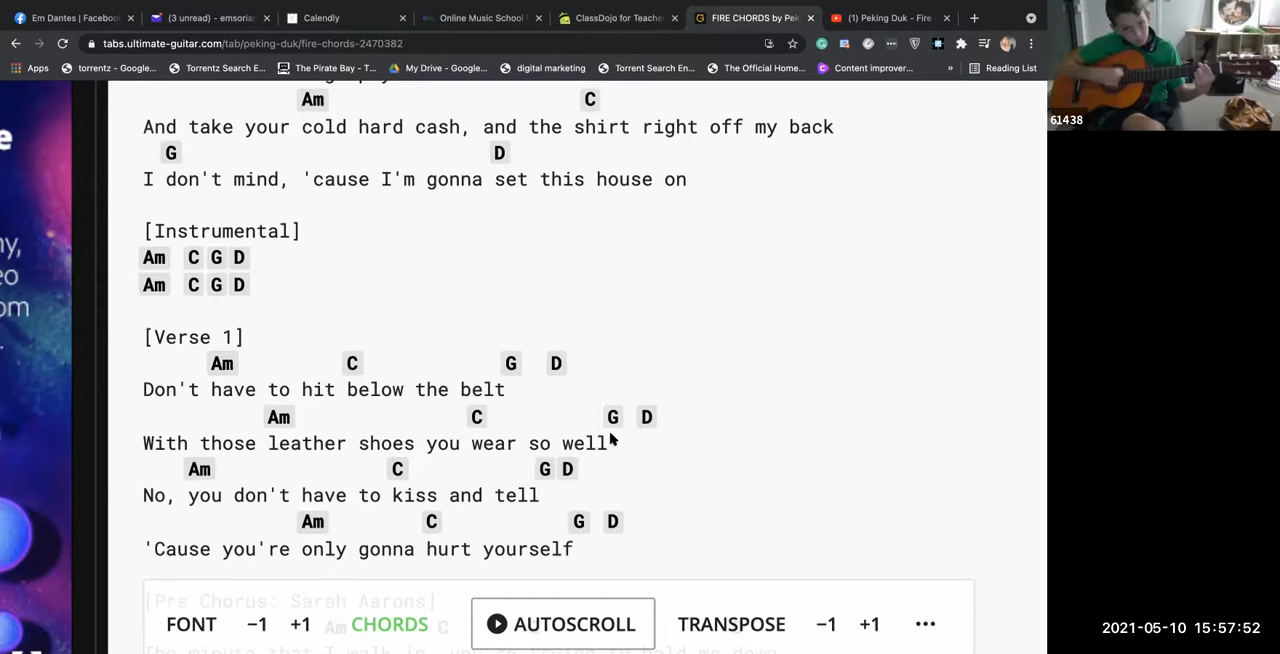 Em Dantes | Facebook
(3 unread) - emsorian
Calendly
Online Music School
ClassDojo for Teache
FIRE CHORDS by Pek
(1) Peking Duk - Fire
tabs.ultimate-guitar.com/tab/peking-duk/fire-chords-2470382
Apps
torrentz - Google...
Torrentz Search E...
The Pirate Bay - T...
My Drive - Google...
digital marketing
Torrent Search En...
The Official Home...
Content improver...
»
Reading List
Am C
And take your cold hard cash, and the shirt right off my back
G D
I don't mind, 'cause I'm gonna set this house on
[Instrumental]
Am C G D
Am C G D
[Verse 1]
Am C G D
Don't have to hit below the belt
Am C G D
With those leather shoes you wear so well
Am C G D
No, you don't have to kiss and tell
Am C G D
'Cause you're only gonna hurt yourself
[Pre Chorus: Sarah Aarons]
Am C
FONT −1 +1 CHORDS AUTOSCROLL TRANSPOSE −1 +1
61438
2021-05-10 15:57:52